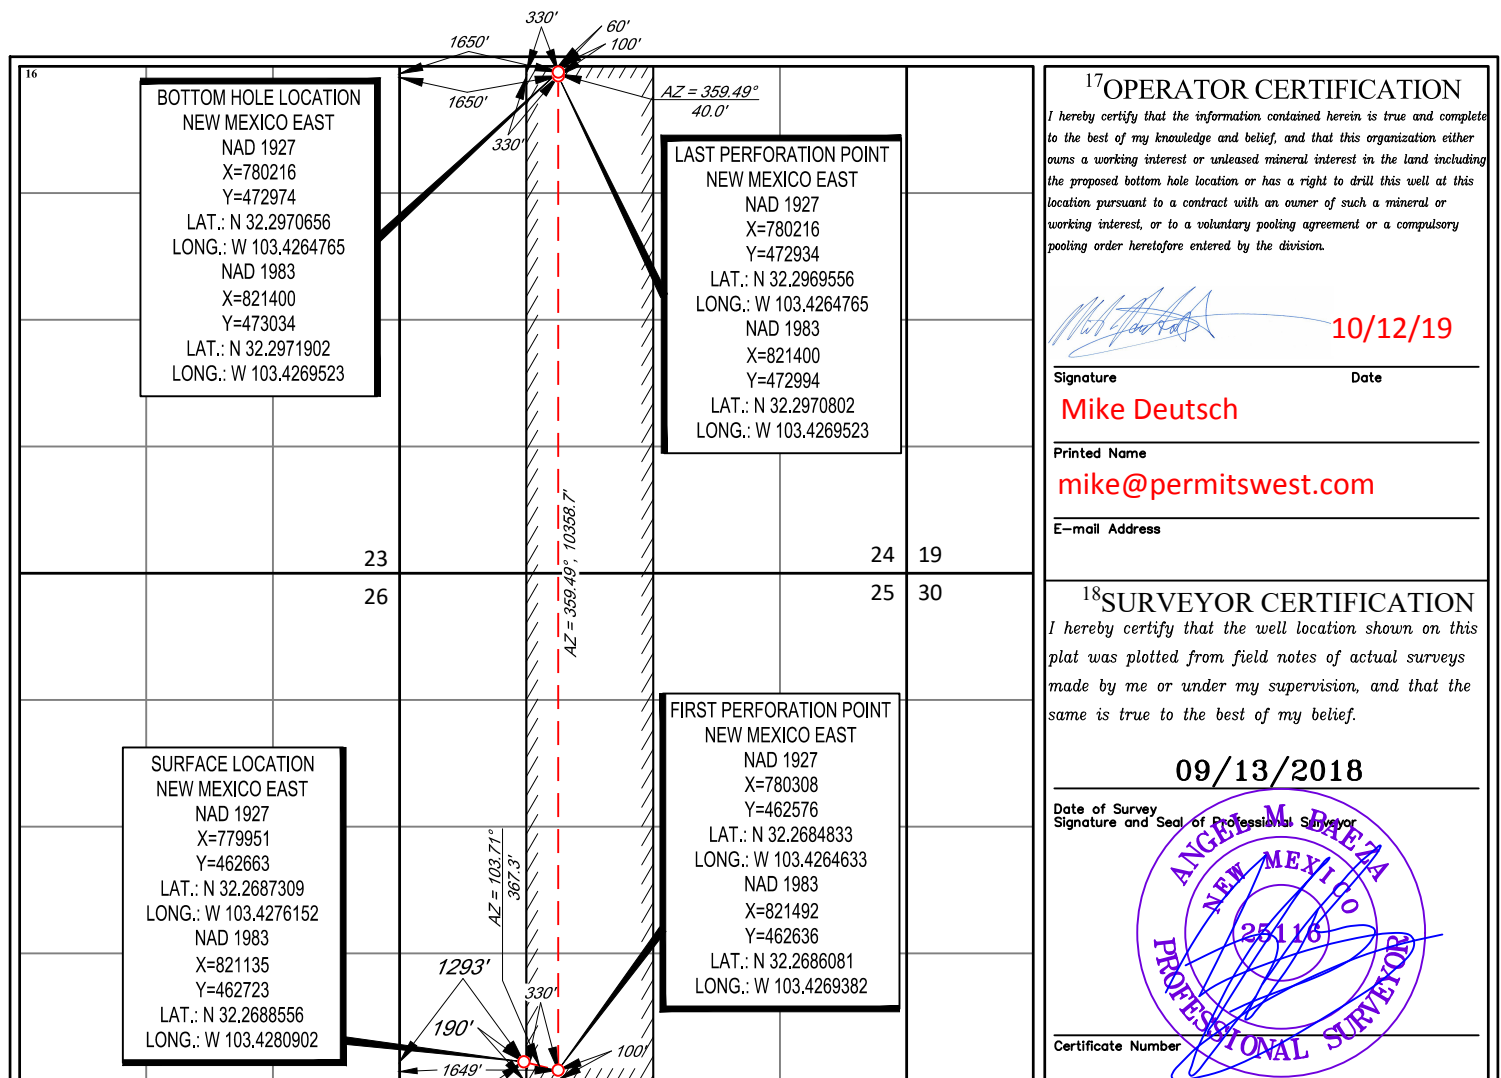 330'
60'
100'
1650'
1650'
330'
AZ = 359.49°
40.0'
16
BOTTOM HOLE LOCATION
NEW MEXICO EAST
NAD 1927
X=780216
Y=472974
LAT.: N 32.2970656
LONG.: W 103.4264765
NAD 1983
X=821400
Y=473034
LAT.: N 32.2971902
LONG.: W 103.4269523
LAST PERFORATION POINT
NEW MEXICO EAST
NAD 1927
X=780216
Y=472934
LAT.: N 32.2969556
LONG.: W 103.4264765
NAD 1983
X=821400
Y=472994
LAT.: N 32.2970802
LONG.: W 103.4269523
AZ = 359.49°, 10358.7'
23
24
19
26
25
30
SURFACE LOCATION
NEW MEXICO EAST
NAD 1927
X=779951
Y=462663
LAT.: N 32.2687309
LONG.: W 103.4276152
NAD 1983
X=821135
Y=462723
LAT.: N 32.2688556
LONG.: W 103.4280902
FIRST PERFORATION POINT
NEW MEXICO EAST
NAD 1927
X=780308
Y=462576
LAT.: N 32.2684833
LONG.: W 103.4264633
NAD 1983
X=821492
Y=462636
LAT.: N 32.2686081
LONG.: W 103.4269382
AZ = 103.71°
367.3'
1293'
330'
190'
100'
1649'
17OPERATOR CERTIFICATION
I hereby certify that the information contained herein is true and complete
to the best of my knowledge and belief, and that this organization either
owns a working interest or unleased mineral interest in the land including
the proposed bottom hole location or has a right to drill this well at this
location pursuant to a contract with an owner of such a mineral or
working interest, or to a voluntary pooling agreement or a compulsory
pooling order heretofore entered by the division.
10/12/19
Signature Date
Mike Deutsch
Printed Name
mike@permitswest.com
E-mail Address
18SURVEYOR CERTIFICATION
I hereby certify that the well location shown on this
plat was plotted from field notes of actual surveys
made by me or under my supervision, and that the
same is true to the best of my belief.
09/13/2018
Date of Survey
Signature and Seal of Professional Surveyor
ANGEL M. BAEZA
NEW MEXICO
25116
PROFESSIONAL SURVEYOR
Certificate Number